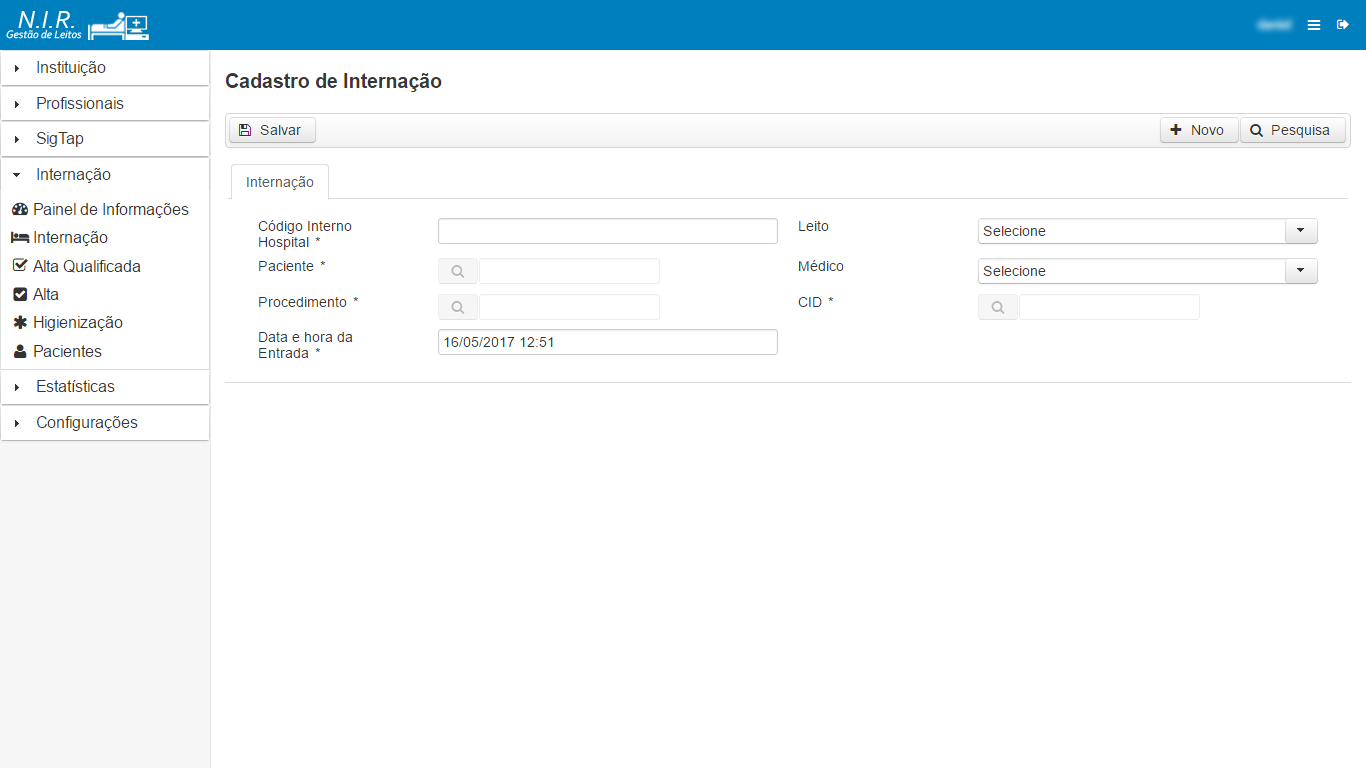 N.I.R.
Gestão de Leitos
Instituição
Profissionais
SigTap
Internação
Painel de Informações
Internação
Alta Qualificada
Alta
Higienização
Pacientes
Estatísticas
Configurações
Cadastro de Internação
Salvar
Novo
Pesquisa
Internação
Código Interno
Hospital *
Leito
Selecione
Paciente *
Médico
Selecione
Procedimento *
CID *
Data e hora da
Entrada *
16/05/2017 12:51